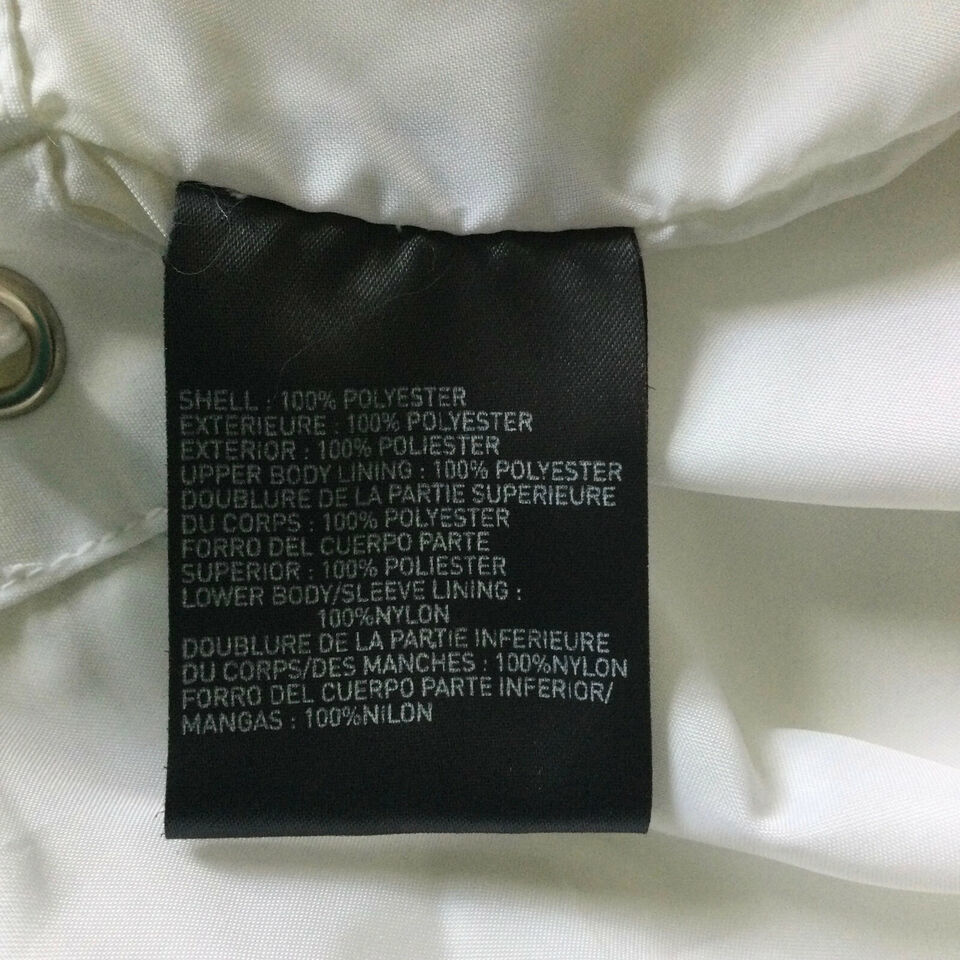 SHELL : 100% POLYESTER
EXTERIEURE : 100% POLYESTER
EXTERIOR : 100% POLIESTER
UPPER BODY LINING : 100% POLYESTER
DOUBLURE DE LA PARTIE SUPERIEURE
DU CORPS : 100% POLYESTER
FORRO DEL CUERPO PARTE
SUPERIOR : 100% POLIESTER
LOWER BODY/SLEEVE LINING :
100%NYLON
DOUBLURE DE LA PARTIE INFERIEURE
DU CORPS/DES MANCHES : 100%NYLON
FORRO DEL CUERPO PARTE INFERIOR/
MANGAS : 100%NILON